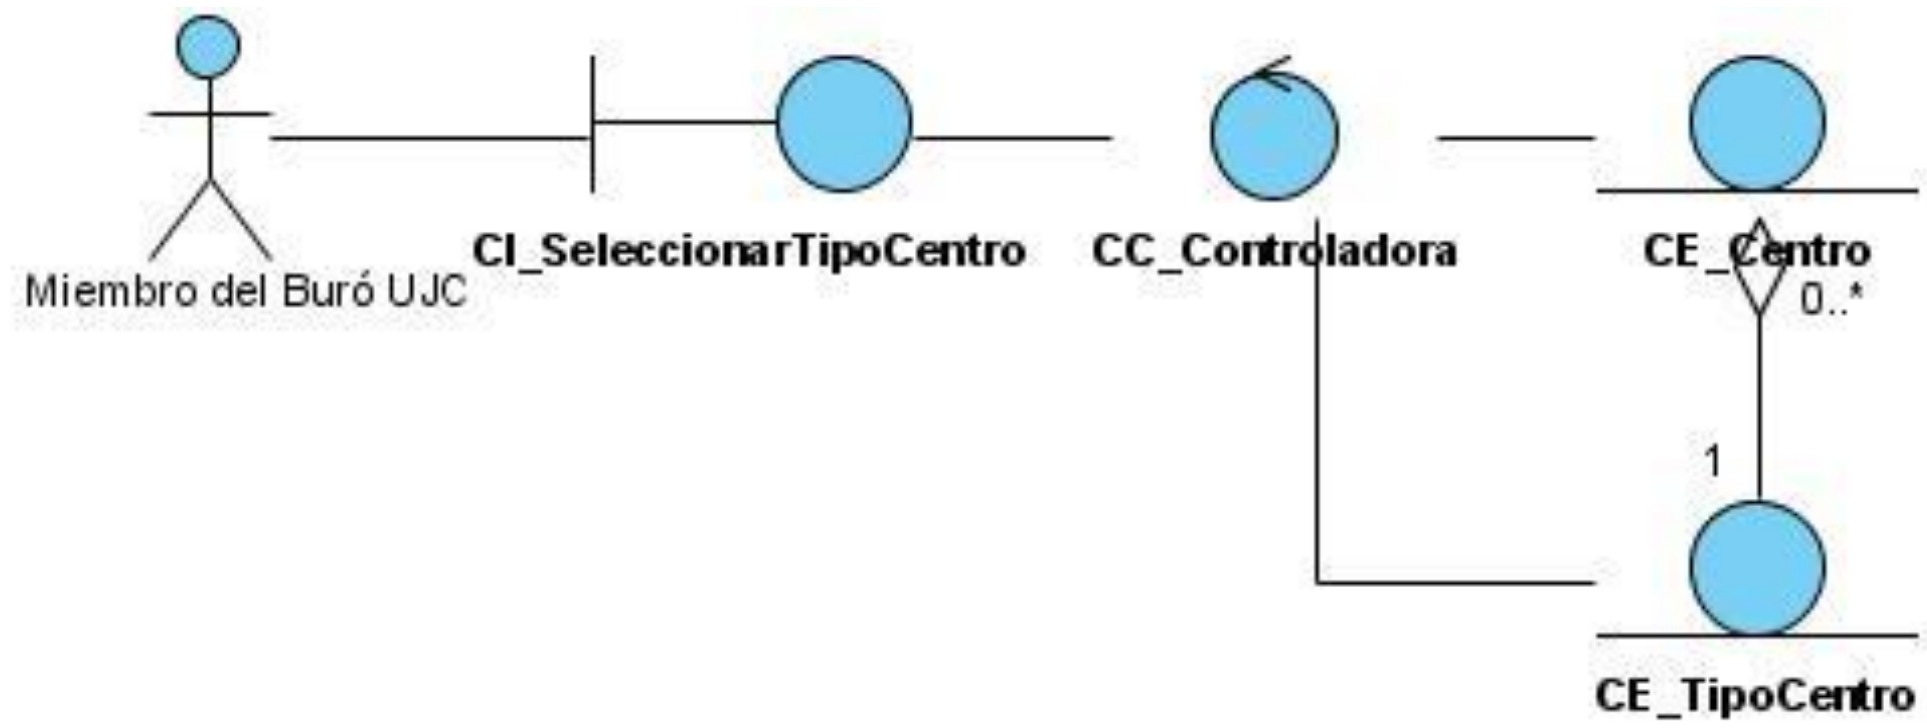 Miembro del Buró UJC
CI_SeleccionarTipoCentro
CC_Controladora
CE_Centro
0..*
1
CE_TipoCentro